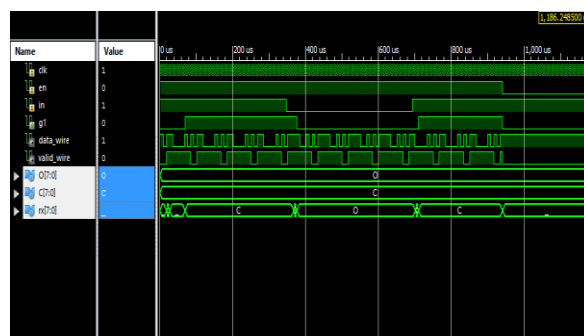 1,186.248500
Name Value 0 us 200 us 400 us 600 us 800 us 1,000 us
clk 1
en 0
in 1
g1 0
data_wire 1
valid_wire 0
O[7:0] O O
C[7:0] C C
rx[7:0] _ _ C O C _